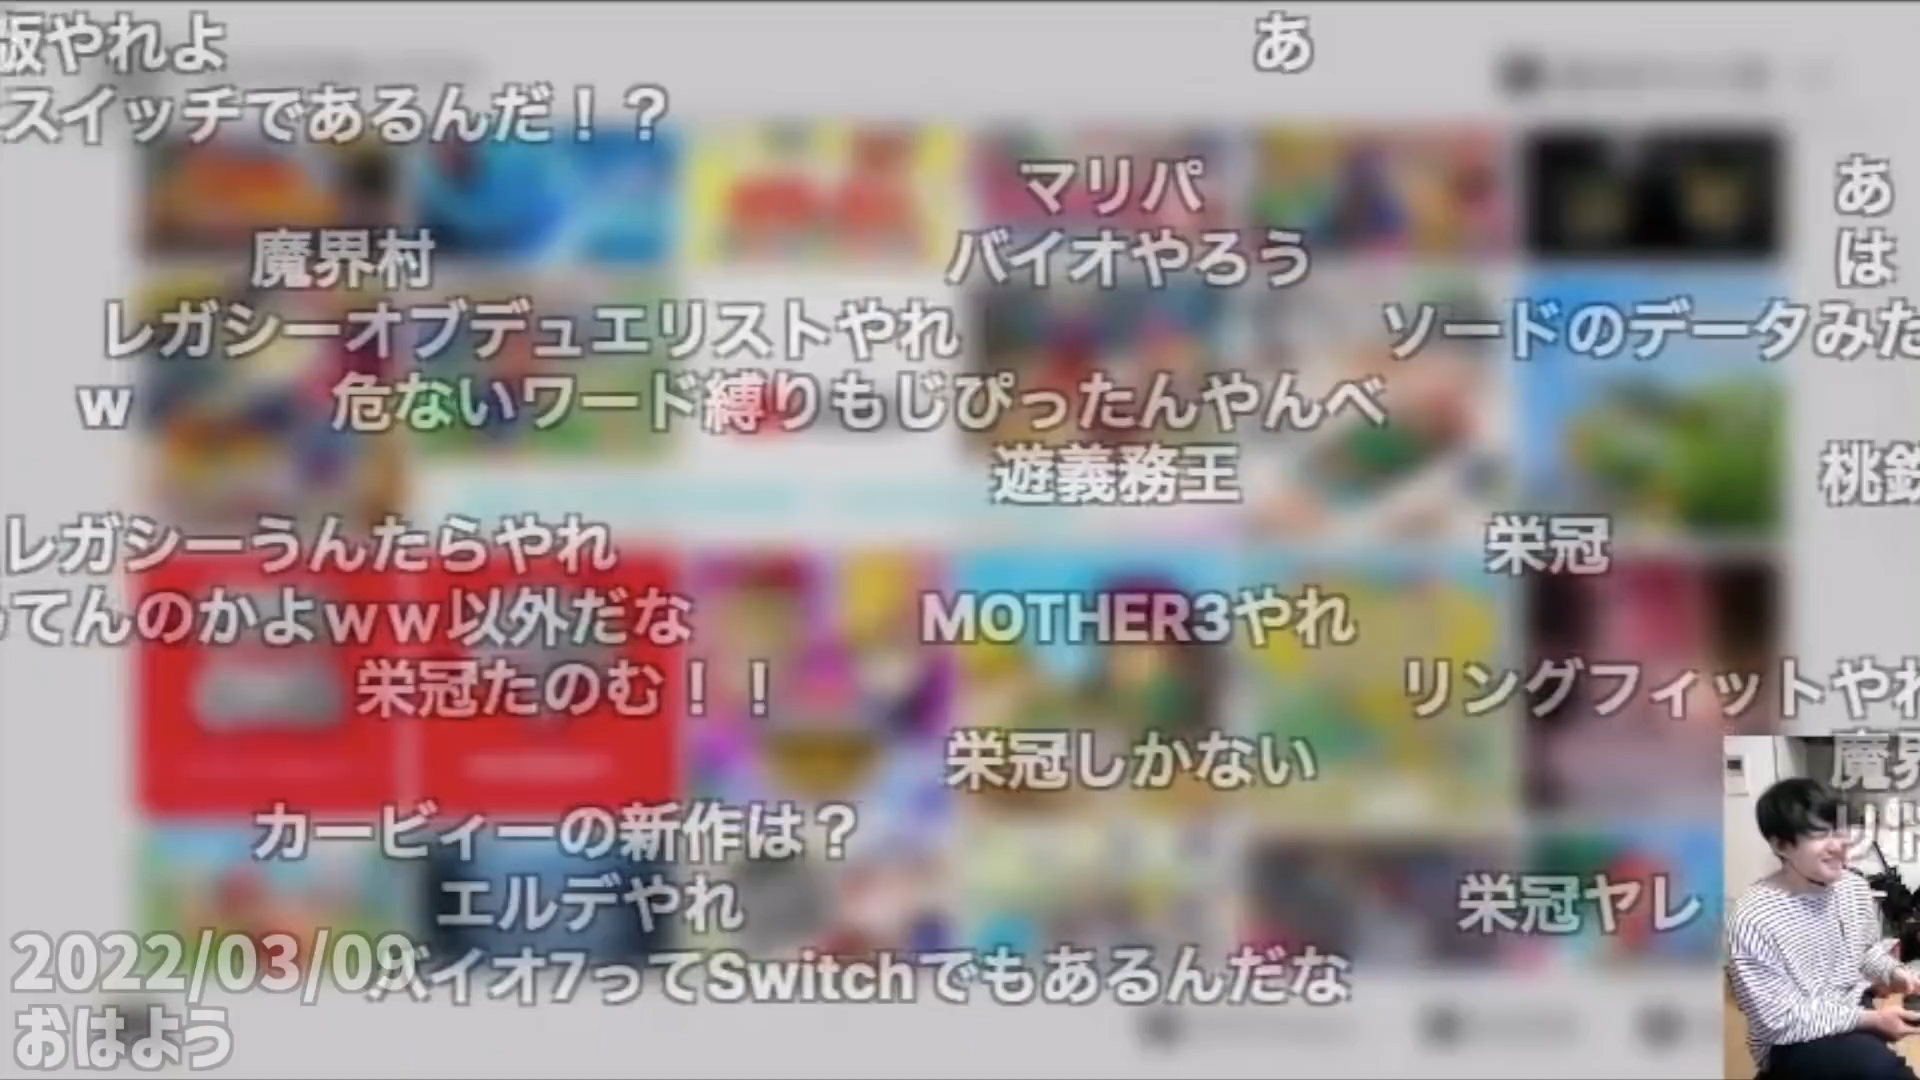 版やれよ
あ
スイッチであるんだ！？
マリパ
あ
魔界村
バイオやろう
は
レガシーオブデュエリストやれ
ソードのデータみた
w
危ないワード縛りもじぴったんやんべ
遊義務王
桃鉄
レガシーうんたらやれ
栄冠
ってんのかよｗｗ以外だな
MOTHER3やれ
栄冠たのむ！！
リングフィットやれ
栄冠しかない
魔界
カービィーの新作は？
エルデやれ
栄冠ヤレ
2022/03/09
バイオ7ってSwitchでもあるんだな
おはよう